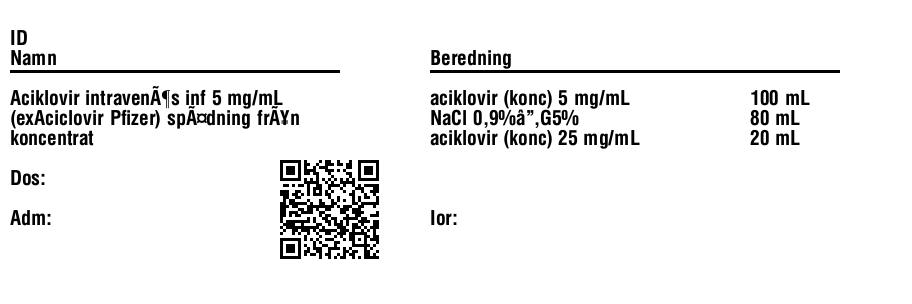 ID
Namn
Aciklovir intravenÃ¶s inf 5 mg/mL
(exAciclovir Pfizer) spÃ¤dning frÃ¥n
koncentrat
Dos:
Adm:
Beredning
aciklovir (konc) 5 mg/mL 100 mL
NaCl 0,9%â”‚G5% 80 mL
aciklovir (konc) 25 mg/mL 20 mL
Ior: